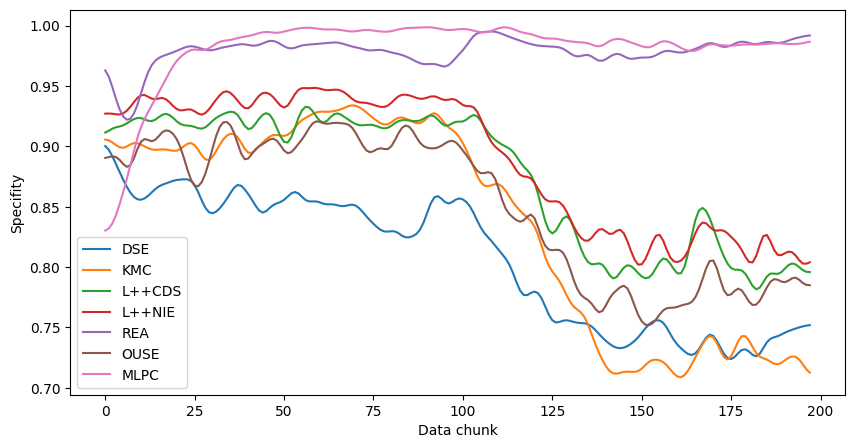 1.00
0.95
0.90
0.85
0.80
0.75
0.70
Specifity
DSE
KMC
L++CDS
L++NIE
REA
OUSE
MLPC
0 25 50 75 100 125 150 175 200
Data chunk